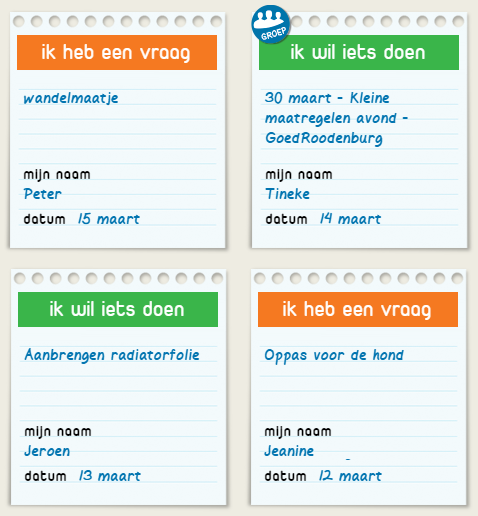 ik heb een vraag
wandelmaatje
mijn naam
Peter
datum 15 maart
GROEP
ik wil iets doen
30 maart - Kleine
maatregelen avond -
GoedRoodenburg
mijn naam
Tineke
datum 14 maart
ik wil iets doen
Aanbrengen radiatorfolie
mijn naam
Jeroen
datum 13 maart
ik heb een vraag
Oppas voor de hond
mijn naam
Jeanine
datum 12 maart